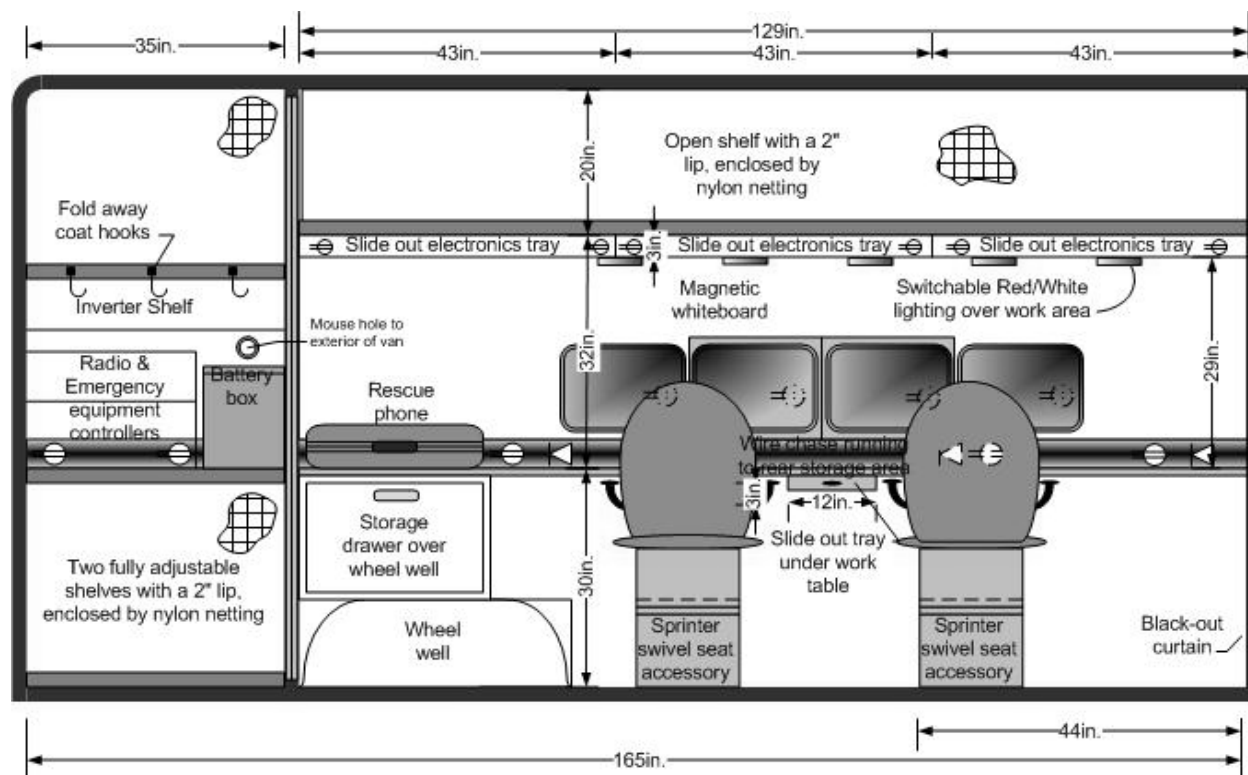 129in.
35in.
43in.
43in.
43in.
20in.
Open shelf with a 2"
lip, enclosed by
nylon netting
Fold away
coat hooks
Slide out electronics tray
3in.
Slide out electronics tray
Slide out electronics tray
Inverter Shelf
Magnetic
whiteboard
Switchable Red/White
lighting over work area
Mouse hole to
exterior of van
32in.
29in.
Radio &
Emergency
equipment
controllers
Battery
box
Rescue
phone
Wire chase running
to rear storage area
3in.
12in.
Storage
drawer over
wheel well
Slide out tray
under work
table
Two fully adjustable
shelves with a 2" lip,
enclosed by nylon netting
30in.
Wheel
well
Sprinter
swivel seat
accessory
Sprinter
swivel seat
accessory
Black-out
curtain
44in.
165in.